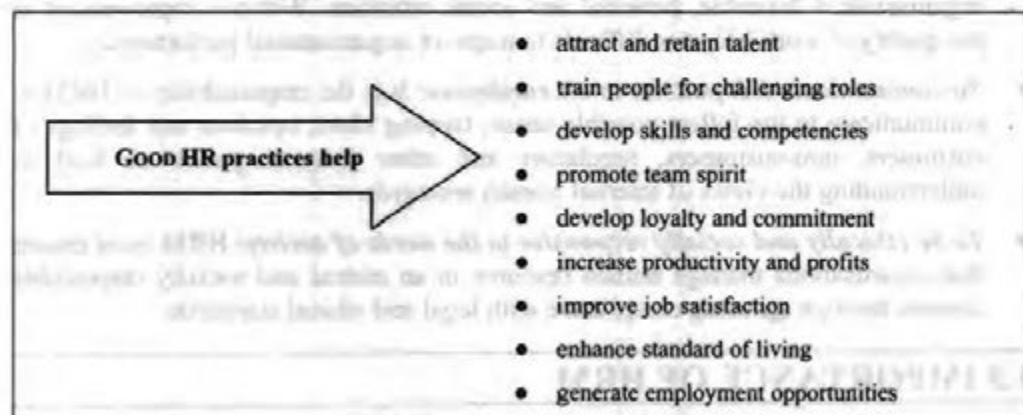 GOOD HR practices help
• attract and retain talent
• train people for challenging roles
• develop skills and competencies
• promote team spirit
• develop loyalty and commitment
• increase productivity and profits
• improve job satisfaction
• enhance standard of living
• generate employment opportunities